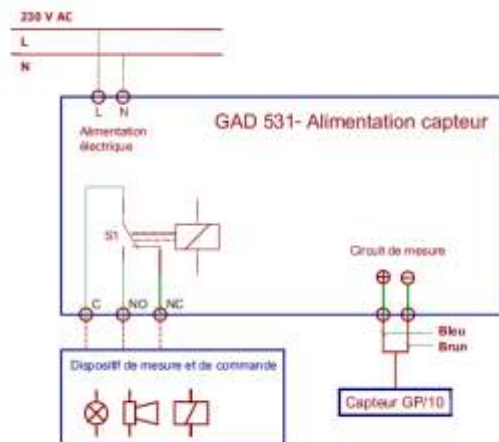 230 V AC
L
N
L N
Alimentation
électrique
GAD 531- Alimentation capteur
S1
Circuit de mesure
C NO NC
Bleu
Brun
Dispositif de mesure et de commande
Capteur GP/10